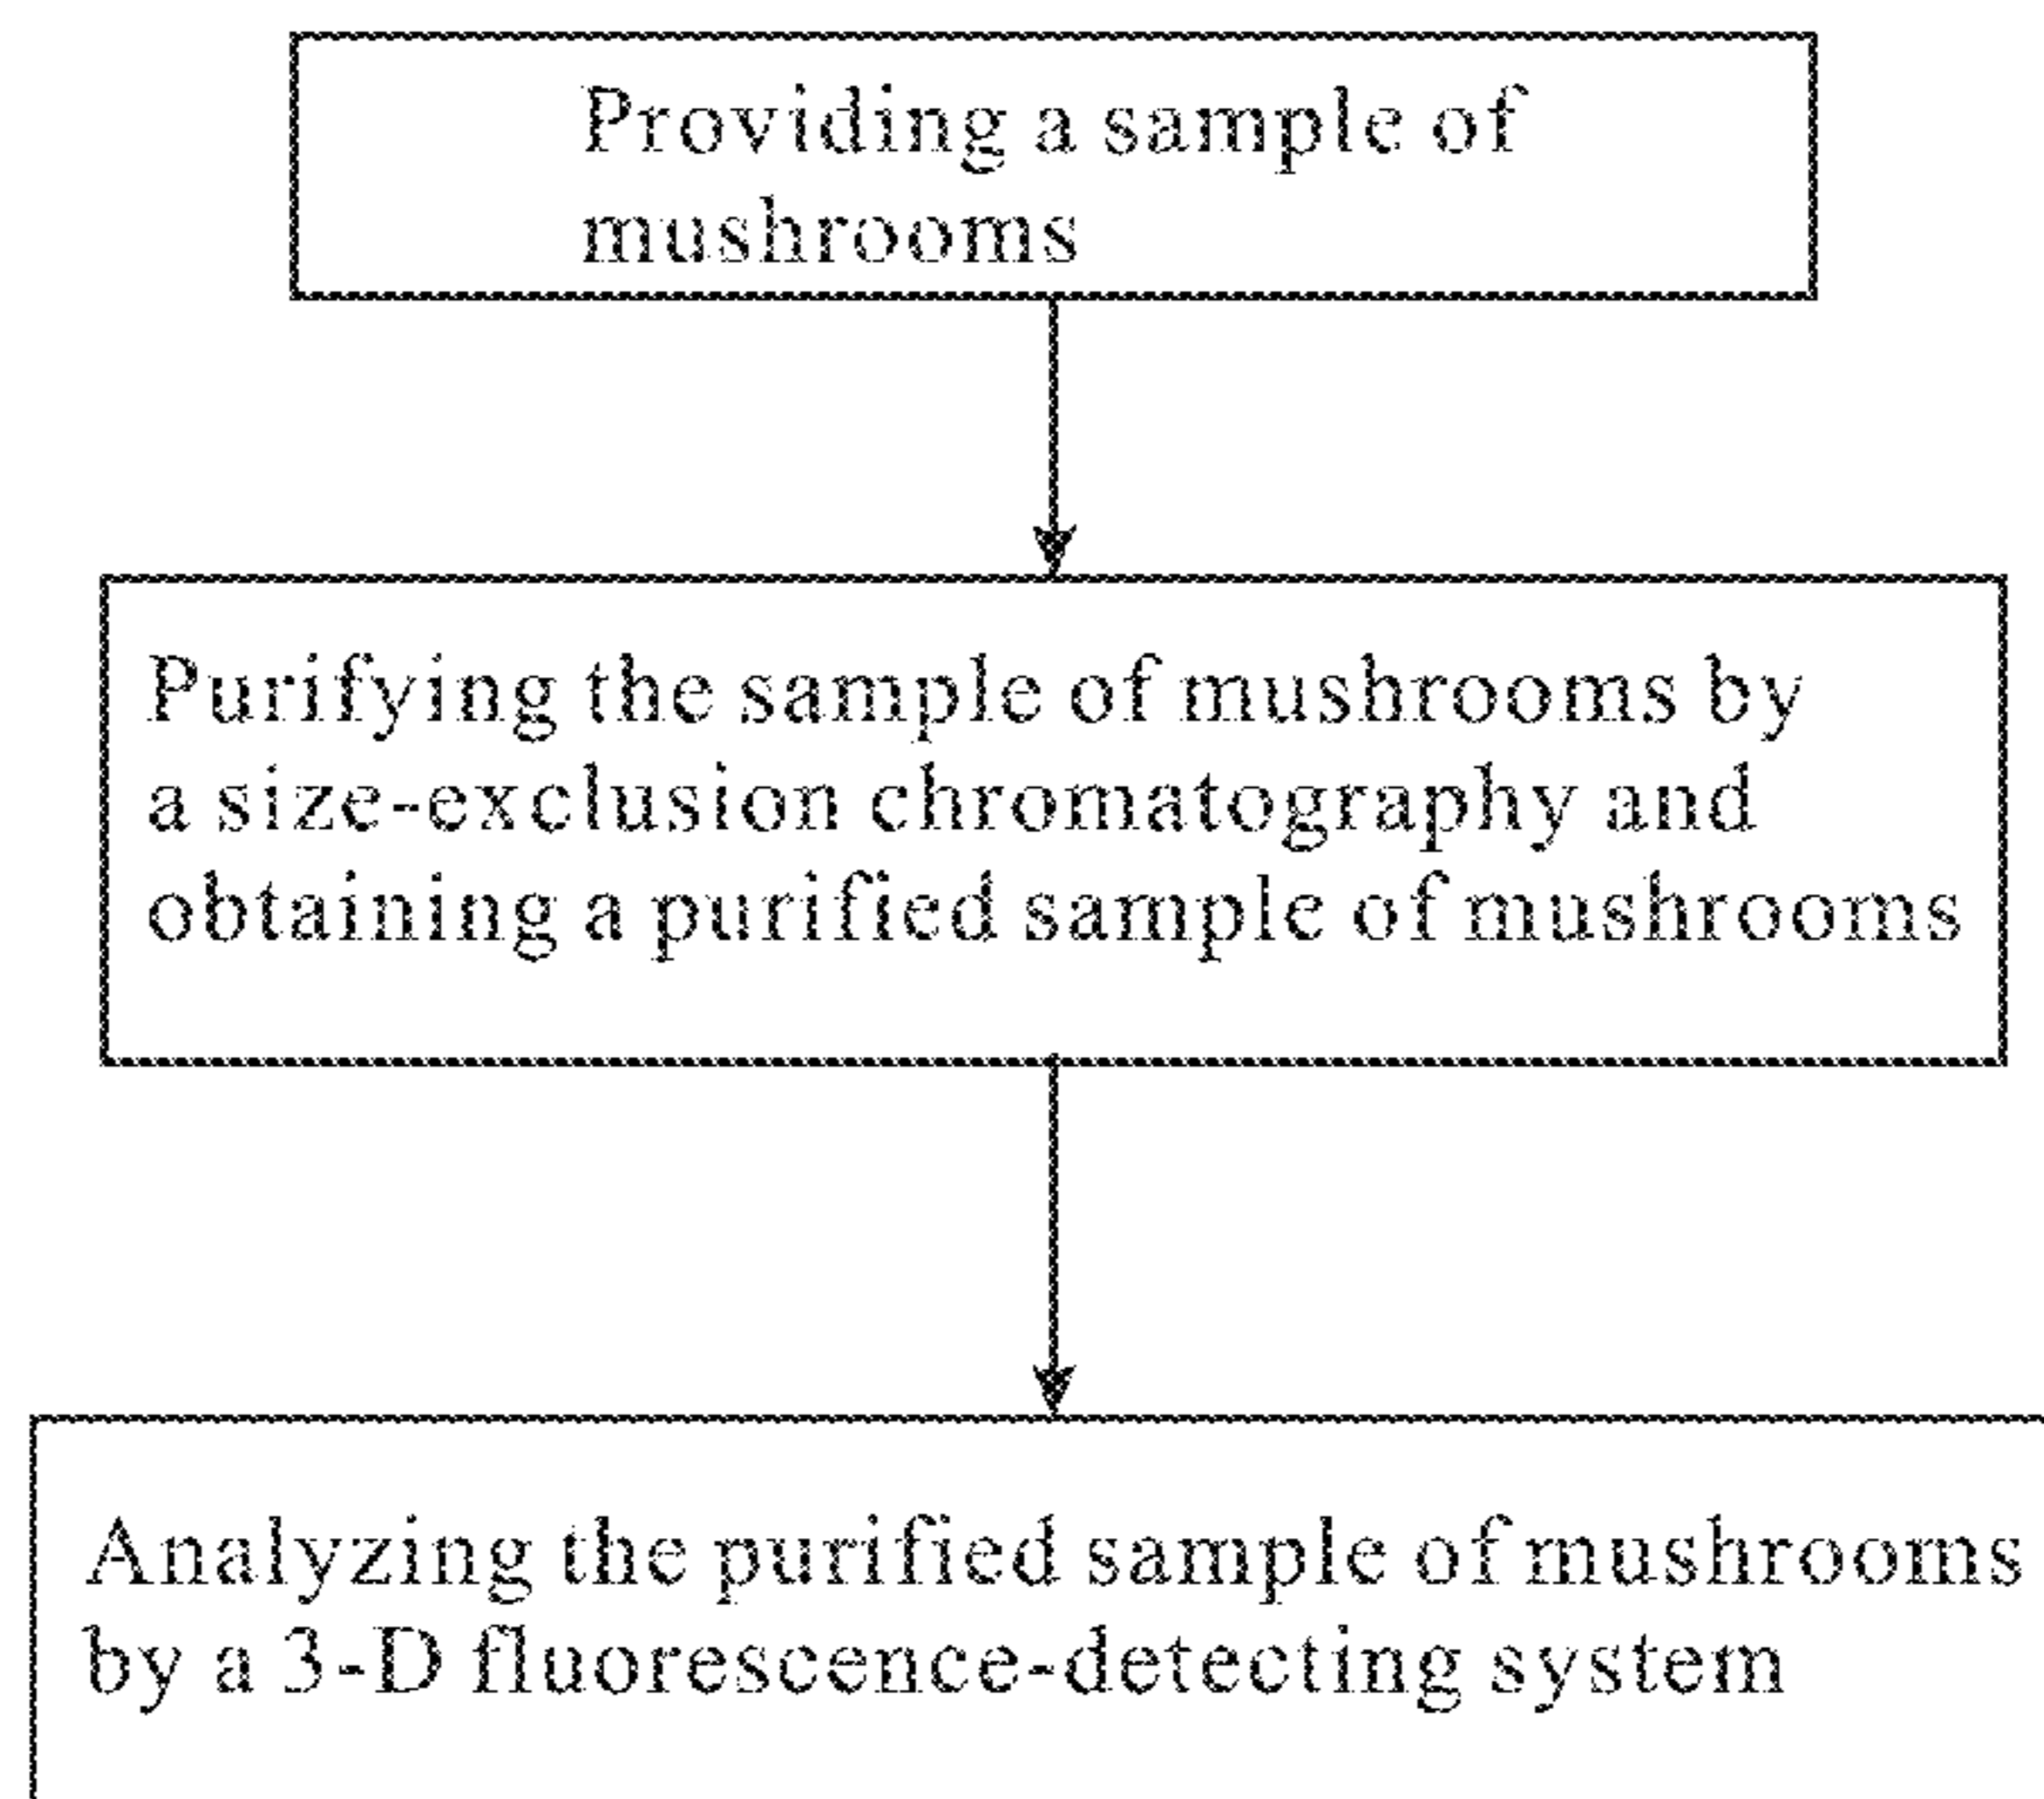 Providing a sample of
mushrooms
Purifying the sample of mushrooms by
a size-exclusion chromatography and
obtaining a purified sample of mushrooms
Analyzing the purified sample of mushrooms
by a 3-D fluorescence-detecting system